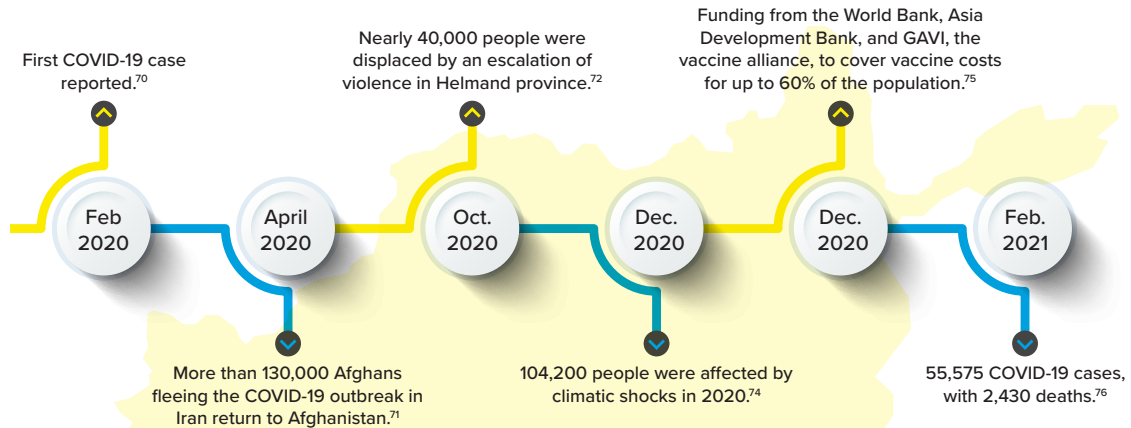 First COVID-19 case
reported.70
Feb
2020
April
2020
More than 130,000 Afghans
fleeing the COVID-19 outbreak in
Iran return to Afghanistan.71
Nearly 40,000 people were
displaced by an escalation of
violence in Helmand province.72
Oct.
2020
Dec.
2020
104,200 people were affected by
climatic shocks in 2020.74
Funding from the World Bank, Asia
Development Bank, and GAVI, the
vaccine alliance, to cover vaccine costs
for up to 60% of the population.75
Dec.
2020
Feb.
2021
55,575 COVID-19 cases,
with 2,430 deaths.76